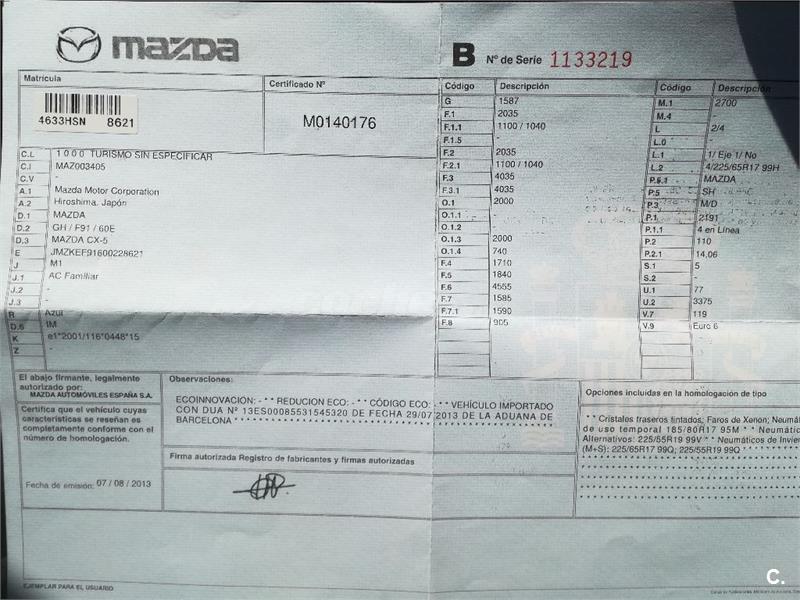 mazda
B Nº de Serie 1133219
Matrícula
4633HSN 8621
Certificado Nº
M0140176
C.L 1000 TURISMO SIN ESPECIFICAR
C.I MAZ003405
C.V -
A.1 Mazda Motor Corporation
A.2 Hiroshima, Japón
D.1 MAZDA
D.2 GH / F91 / 60E
D.3 MAZDA CX-5
E JMZKEF91600228621
J M1
J.1 AC Familiar
J.2 -
J.3 -
R Azul
D.6 IM
K e1*2001/116*0448*15
Z -
Código Descripción
G 1587
F.1 2035
F.1.1 1100 / 1040
F.1.5 -
F.2 2035
F.2.1 1100 / 1040
F.3 4035
F.3.1 4035
O.1 2000
O.1.1 -
O.1.2 -
O.1.3 2000
O.1.4 740
F.4 1710
F.5 1840
F.6 4555
F.7 1585
F.7.1 1590
F.8 905
Código Descripción
M.1 2700
M.4 -
L 2/4
L.0 -
L.1 1/ Eje 1/ No
L.2 4/225/65R17 99H
P.5.1 MAZDA
P.5 SH
P.3 M/D
P.1 2191
P.1.1 4 en Línea
P.2 110
P.2.1 14,06
S.1 5
S.2 -
U.1 77
U.2 3375
V.7 119
V.9 Euro 6
El abajo firmante, legalmente
autorizado por:
MAZDA AUTOMÓVILES ESPAÑA S.A.
Certifica que el vehículo cuyas
características se reseñan es
completamente conforme con el
número de homologación.
Fecha de emisión: 07 / 08 / 2013
Observaciones:
ECOINNOVACION: - * * REDUCION ECO: - * * CÓDIGO ECO: - * * VEHÍCULO IMPORTADO
CON DUA Nº 13ES00085531545320 DE FECHA 29/07/2013 DE LA ADUANA DE
BARCELONA * * * * * * * * * * * * * * * * * * * * * * * * * * * * * * * * * * * *
Firma autorizada Registro de fabricantes y firmas autorizadas
Opciones incluidas en la homologación de tipo
* * Cristales traseros tintados; Faros de Xenon; Neumá
de uso temporal 185/80R17 95M * * Neumáti
Alternativos: 225/55R19 99V * * Neumáticos de Invier
(M+S): 225/65R17 99Q; 225/55R19 99Q * * * * * * * *
EJEMPLAR PARA EL USUARIO
C.